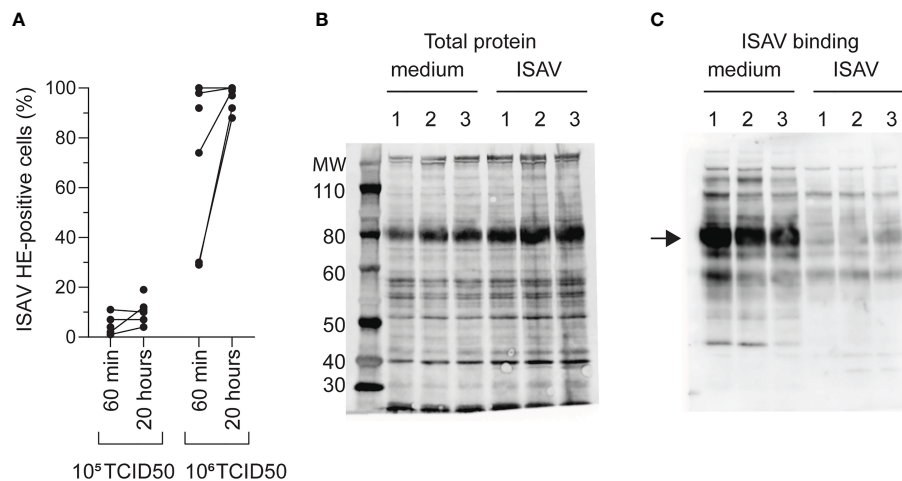 A
ISAV HE-positive cells (%)
100
80
60
40
20
0
60 min
20 hours
60 min
20 hours
10⁵TCID50
10⁶TCID50
B
Total protein
medium
ISAV
1 2 3 1 2 3
MW
110
80
60
50
40
30
C
ISAV binding
medium
ISAV
1 2 3 1 2 3